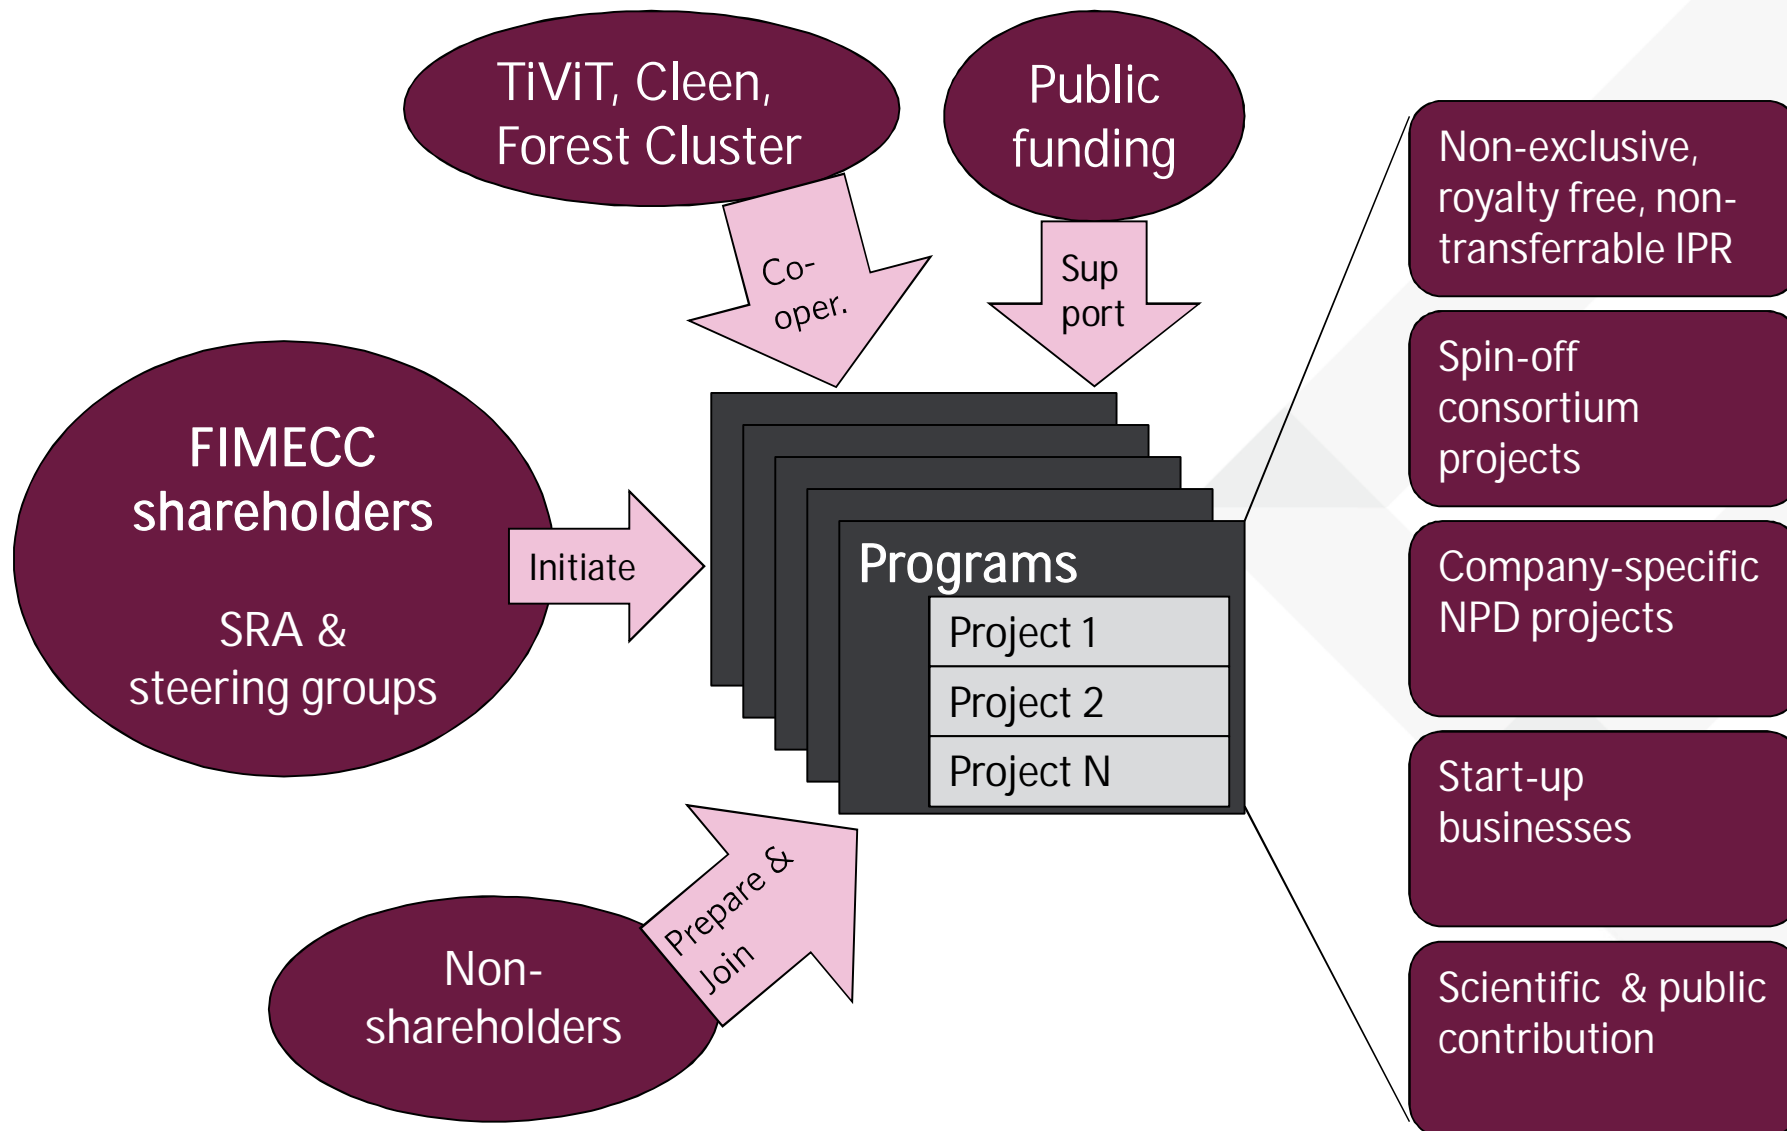 TiViT, Cleen,
Forest Cluster
Public
funding
Co-
oper.
Sup
port
FIMECC
shareholders
SRA &
steering groups
Initiate
Programs
Project 1
Project 2
Project N
Prepare &
Join
Non-
shareholders
Non-exclusive,
royalty free, non-
transferrable IPR
Spin-off
consortium
projects
Company-specific
NPD projects
Start-up
businesses
Scientific & public
contribution